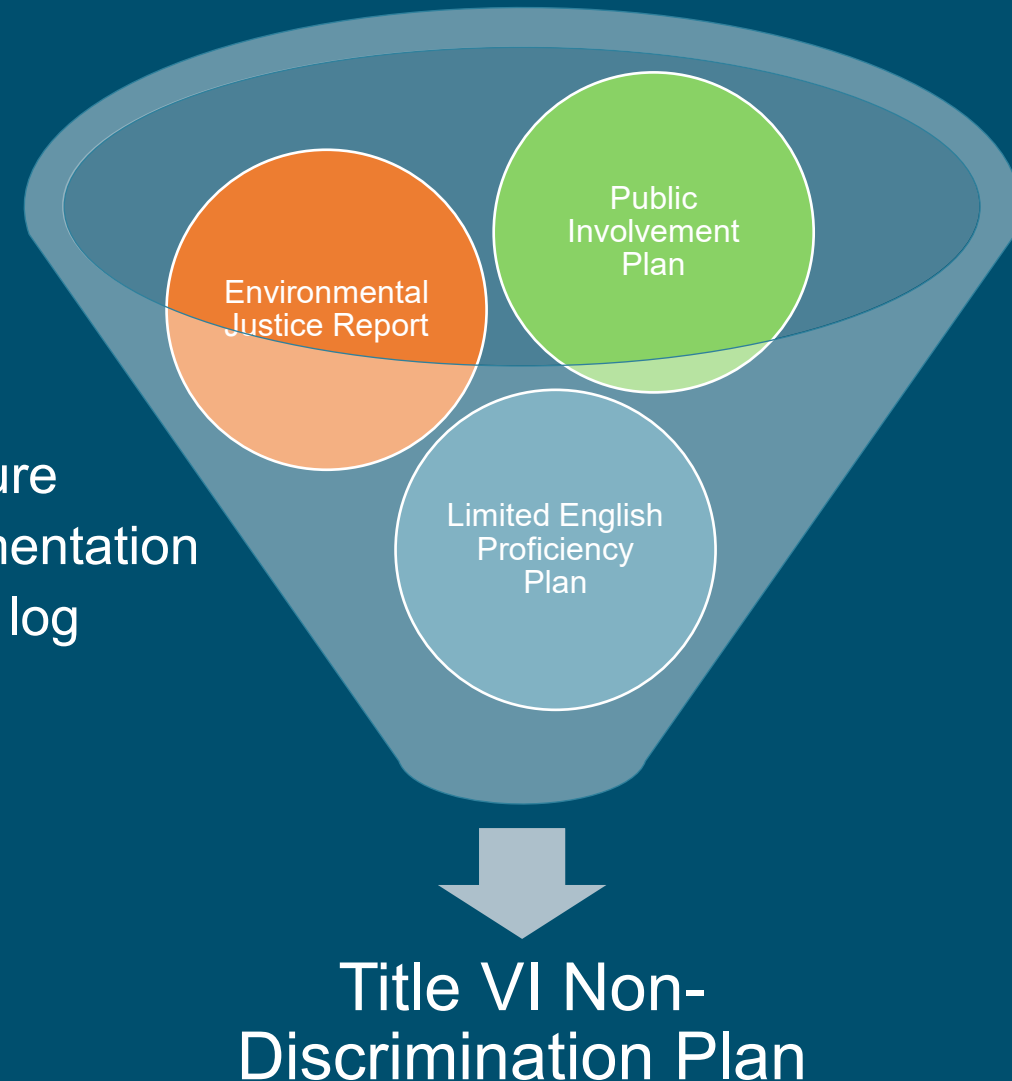 Public
Involvement
Plan
Environmental
Justice Report
Limited English
Proficiency
Plan
ure
nentation
log
Title VI Non-
Discrimination Plan